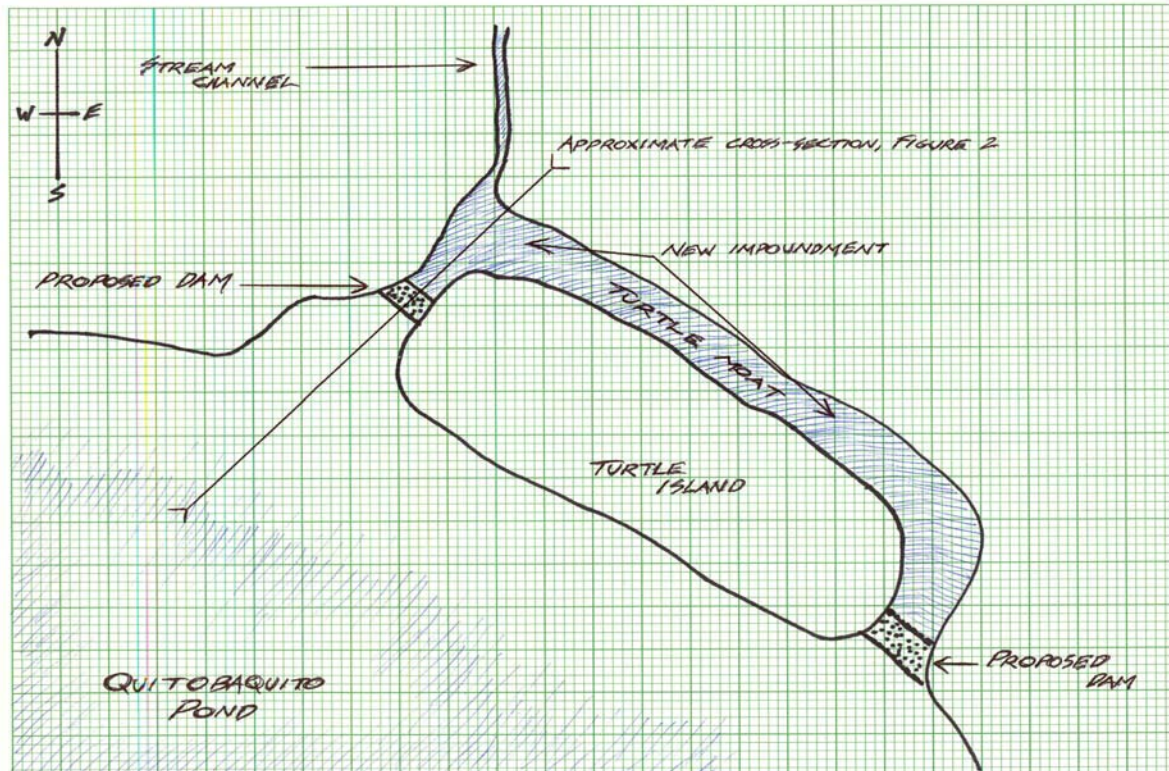 N
W E
S
STREAM
CHANNEL
APPROXIMATE CROSS-SECTION, FIGURE 2
NEW IMPOUNDMENT
PROPOSED DAM
TURTLE MOAT
TURTLE
ISLAND
QUITOBAQUITO
POND
PROPOSED
DAM